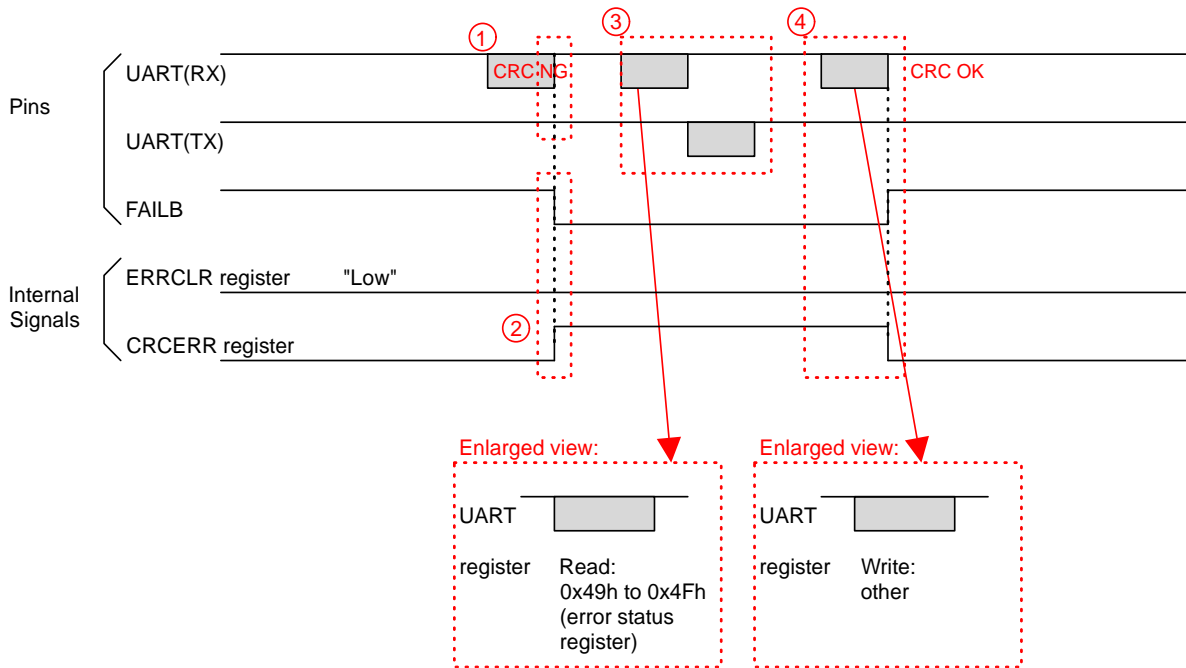 ① ③ ④
UART(RX) CRC NG CRC OK
Pins
UART(TX)
FAILB
ERRCLR register "Low"
Internal
Signals
②
CRCERR register
Enlarged view: Enlarged view:
UART UART
register Read: register Write:
0x49h to 0x4Fh other
(error status
register)